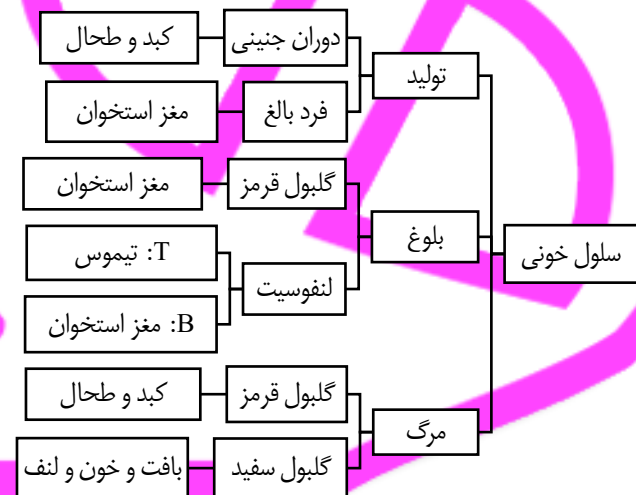 سلول خونی
تولید
دوران جنینی
کبد و طحال
فرد بالغ
مغز استخوان
بلوغ
گلبول قرمز
مغز استخوان
لنفوسیت
T: تیموس
B: مغز استخوان
مرگ
گلبول قرمز
کبد و طحال
گلبول سفید
بافت و خون و لنف